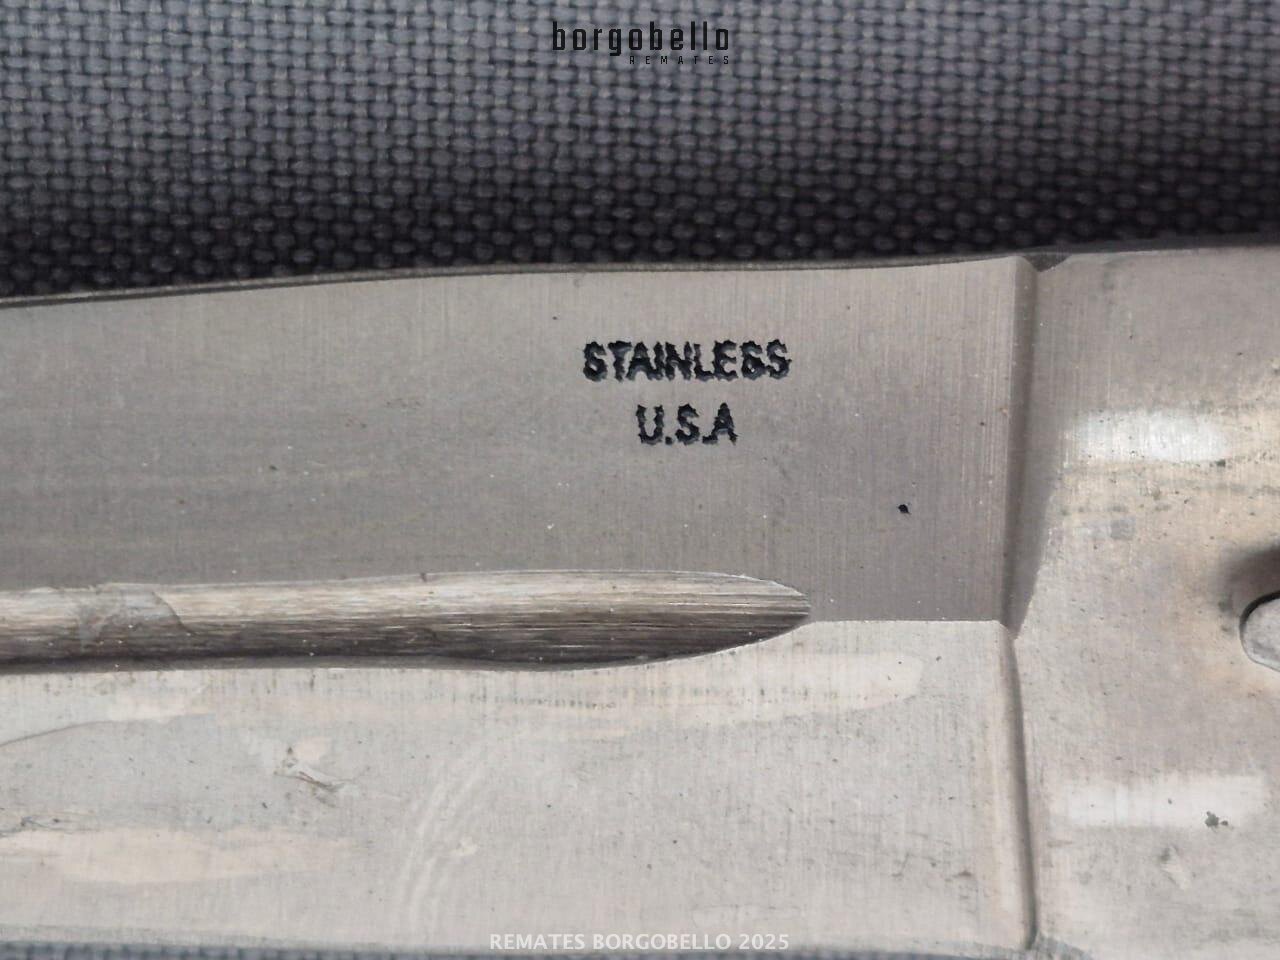 borgobello
REMATES
STAINLESS
U.S.A
REMATES BORGOBELLO 2025